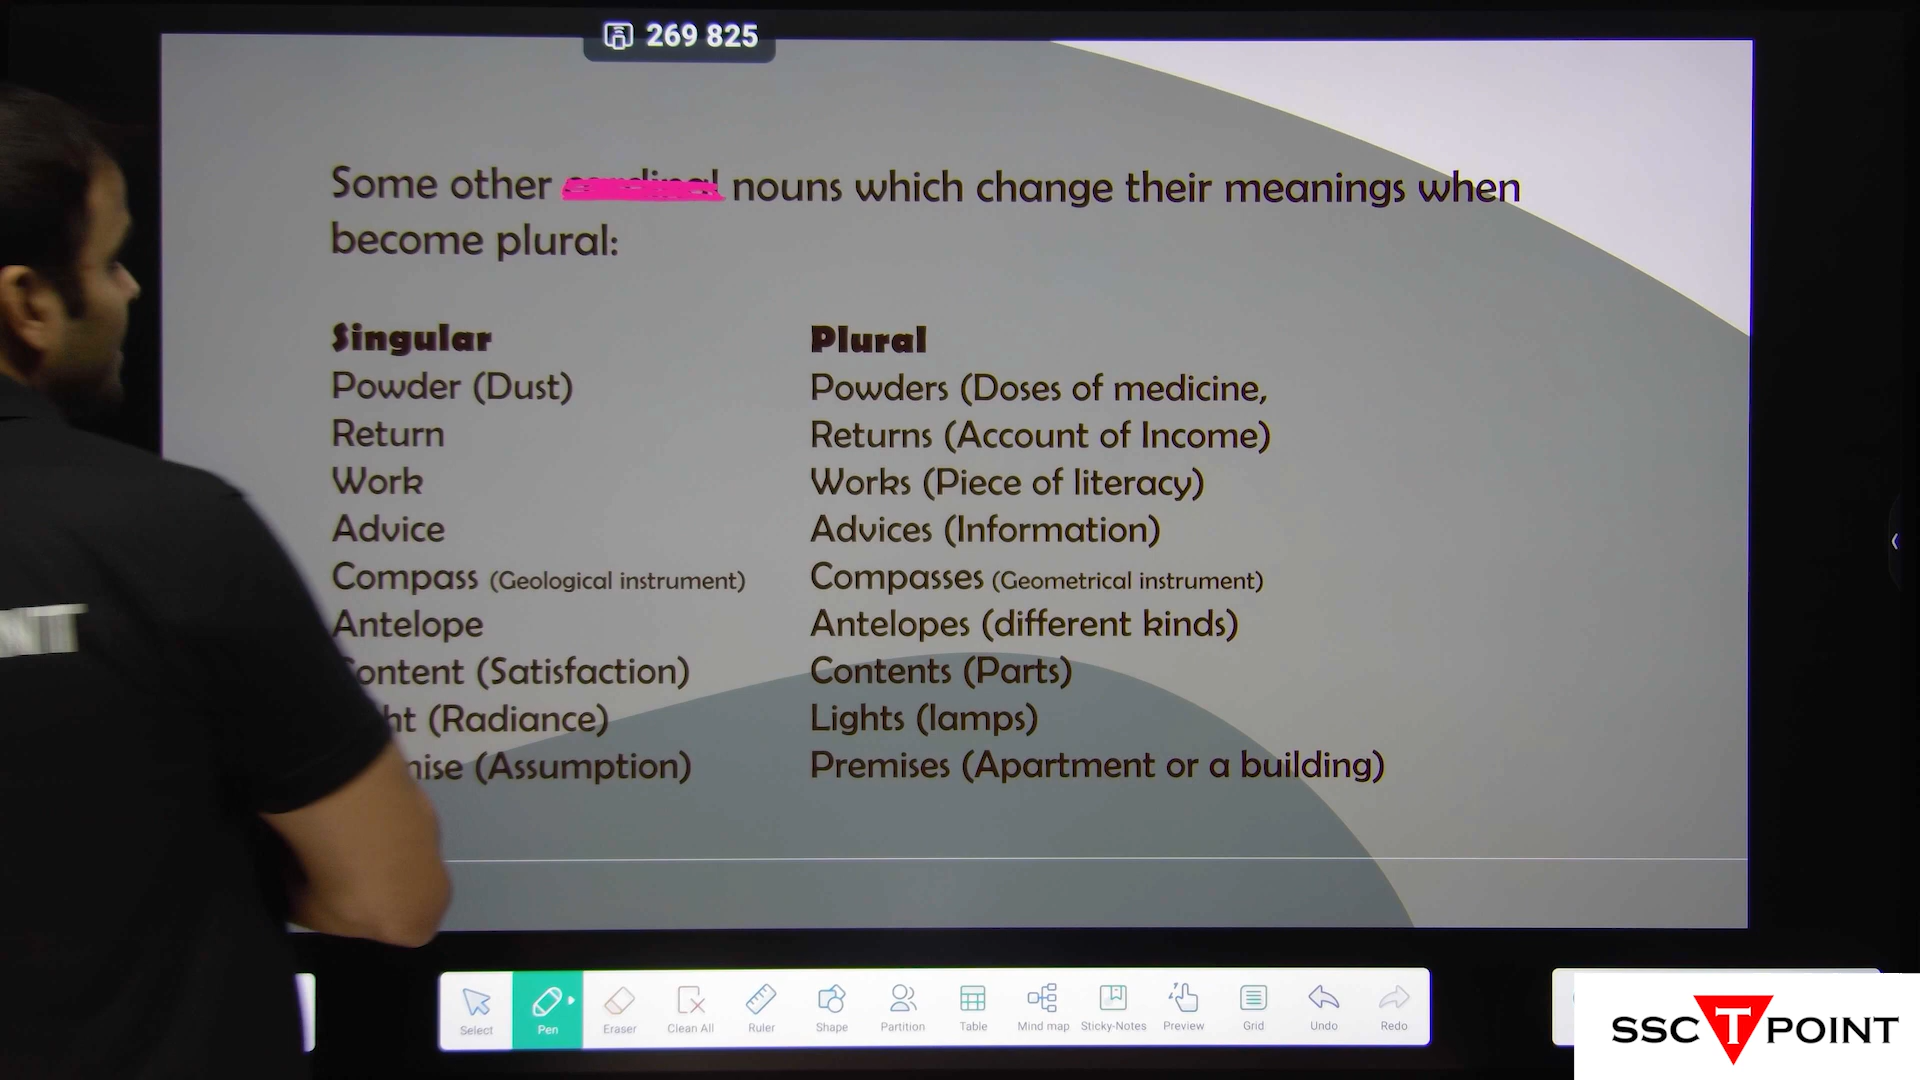 269 825
Some other nouns which change their meanings when
become plural:
Singular Plural
Powder (Dust) Powders (Doses of medicine,
Return Returns (Account of Income)
Work Works (Piece of literacy)
Advice Advices (Information)
Compass (Geological instrument) Compasses (Geometrical instrument)
Antelope Antelopes (different kinds)
ontent (Satisfaction) Contents (Parts)
ht (Radiance) Lights (lamps)
nise (Assumption) Premises (Apartment or a building)
Select Pen Eraser Clean All Ruler Shape Partition Table Mind map Sticky-Notes Preview Grid Undo Redo
SSC T POINT